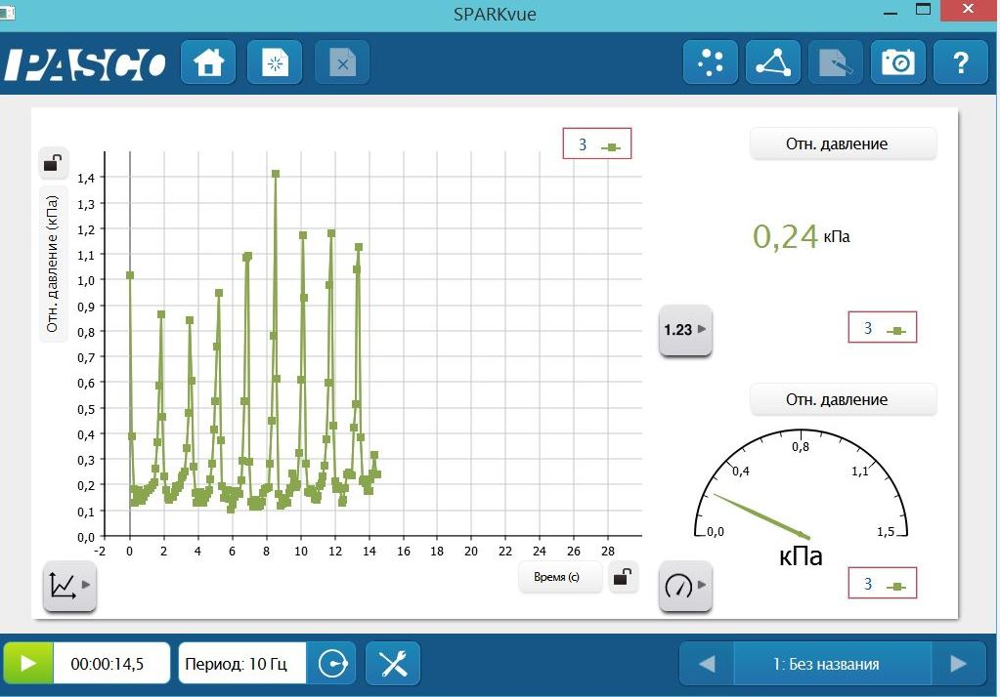 SPARKvue
PASCO
?
3
Отн. давление
Отн. давление (кПа)
1,4
1,3
1,2
1,1
1,0
0,9
0,8
0,7
0,6
0,5
0,4
0,3
0,2
0,1
0,0
-2 0 2 4 6 8 10 12 14 16 18 20 22 24 26 28
Время (с)
0,24 кПа
1.23
3
Отн. давление
0,0 0,4 0,8 1,1 1,5
кПа
3
00:00:14,5
Период: 10 Гц
1: Без названия